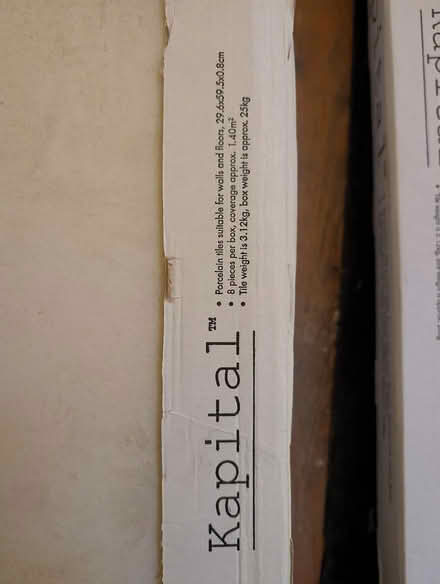 Kapital™
• Porcelain tiles suitable for walls and floors, 29.6x59.5x0.8cm
• 8 pieces per box, coverage approx. 1.40m²
• Tile weight is 3.12kg, box weight is approx. 25kg